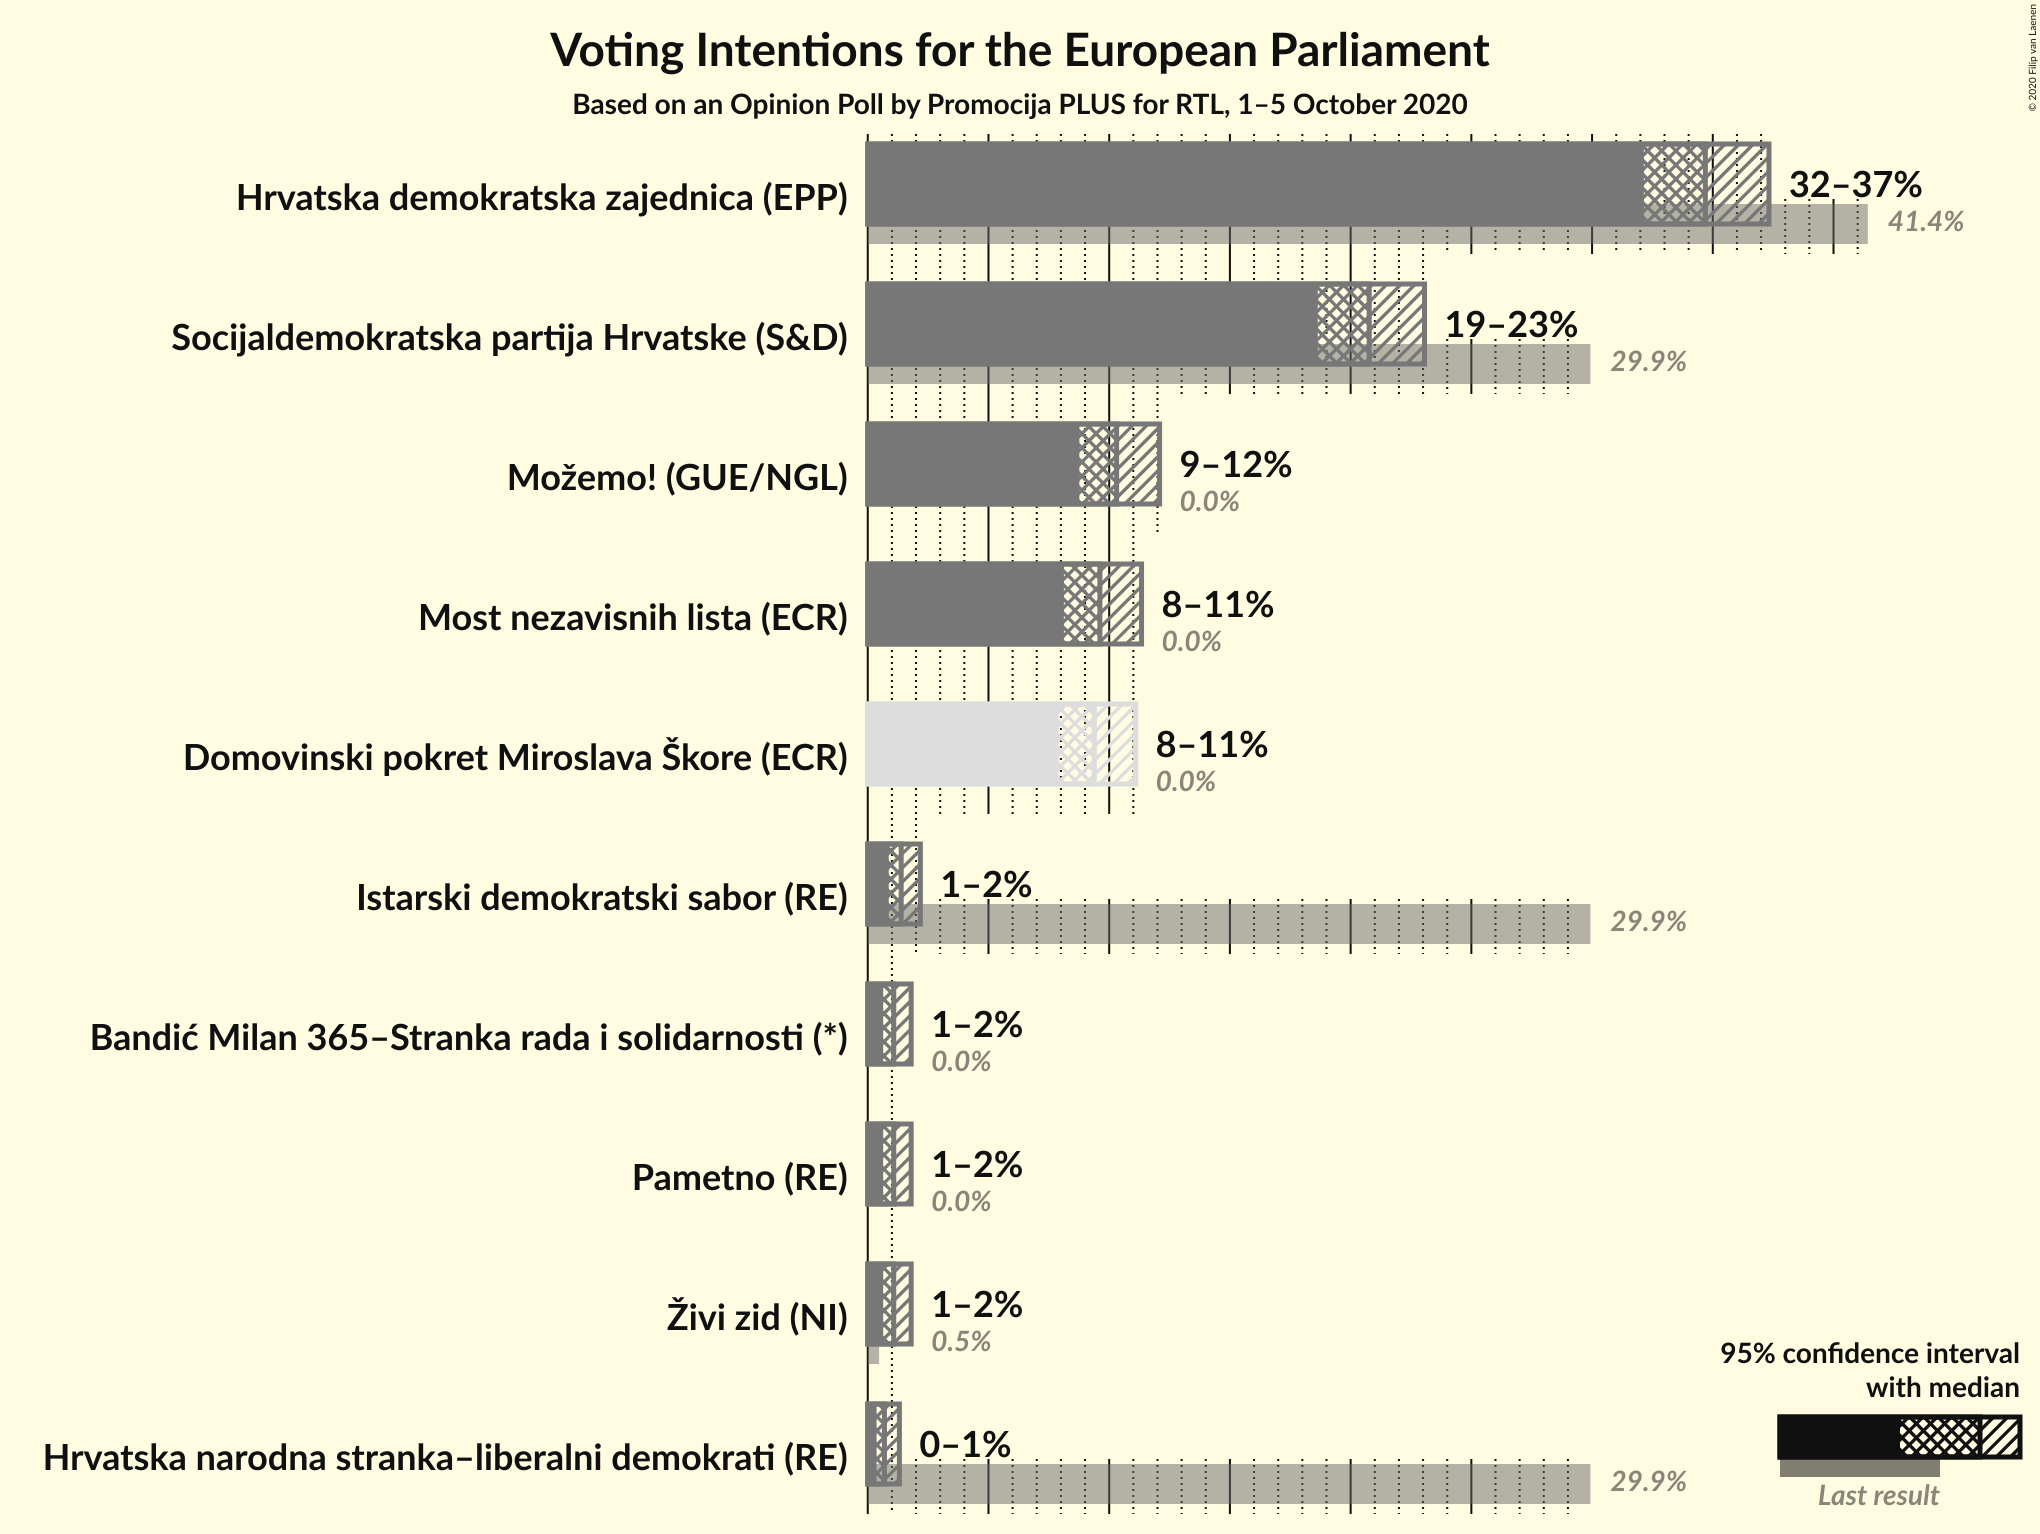 Voting Intentions for the European Parliament
Based on an Opinion Poll by Promocija PLUS for RTL, 1–5 October 2020
© 2020 Filip van Laenen
Hrvatska demokratska zajednica (EPP)
32–37%
41.4%
Socijaldemokratska partija Hrvatske (S&D)
19–23%
29.9%
Možemo! (GUE/NGL)
9–12%
0.0%
Most nezavisnih lista (ECR)
8–11%
0.0%
Domovinski pokret Miroslava Škore (ECR)
8–11%
0.0%
Istarski demokratski sabor (RE)
1–2%
29.9%
Bandić Milan 365–Stranka rada i solidarnosti (*)
1–2%
0.0%
Pametno (RE)
1–2%
0.0%
Živi zid (NI)
1–2%
0.5%
Hrvatska narodna stranka–liberalni demokrati (RE)
0–1%
29.9%
95% confidence interval
with median
Last result